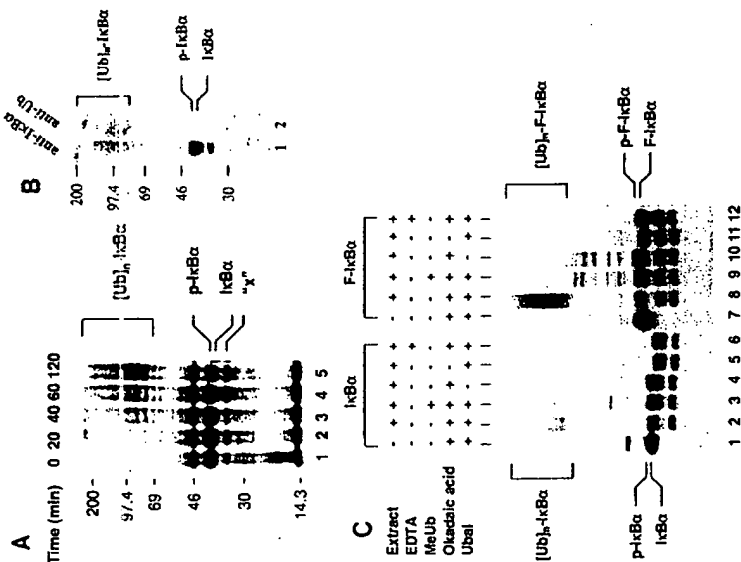 A
Time (min) 0 20 40 60 120
200 –
97.4 –
69 –
46 –
30 –
14.3 –
[Ub]n-IκBα
p-IκBα
IκBα
"x"
1 2 3 4 5
B
anti-IκBα
anti-Ub
200
97.4
69
46
30
[Ub]n-IκBα
p-IκBα
IκBα
1 2
C
IκBα F-IκBα
Extract
EDTA
MeUb
Okadaic acid
Ubal
[Ub]n-IκBα
p-IκBα
IκBα
[Ub]n-F-IκBα
p-F-IκBα
F-IκBα
1 2 3 4 5 6 7 8 9 10 11 12